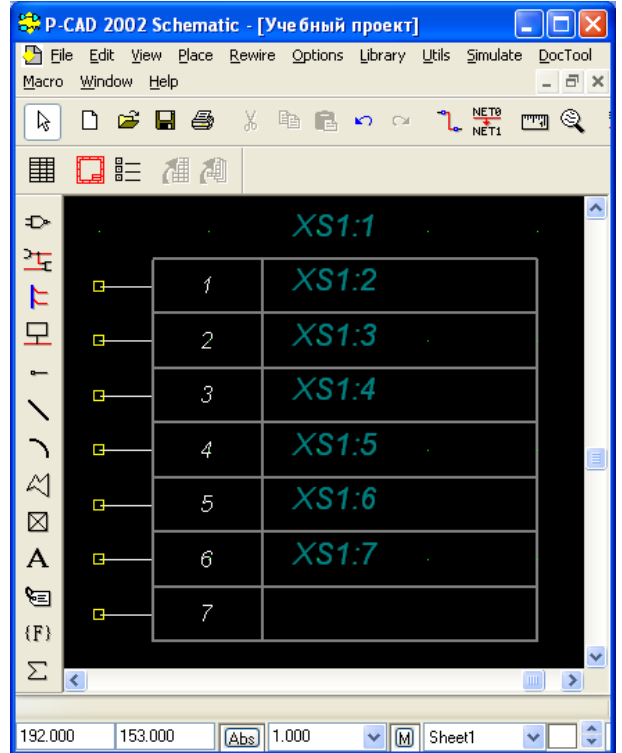 P-CAD 2002 Schematic - [Учебный проект]
File Edit View Place Rewire Options Library Utils Simulate DocTool
Macro Window Help
NET0
NET1
XS1:1
1 XS1:2
2 XS1:3
3 XS1:4
4 XS1:5
5 XS1:6
6 XS1:7
7
A
{F}
Σ
192.000 153.000 Abs 1.000 M Sheet1